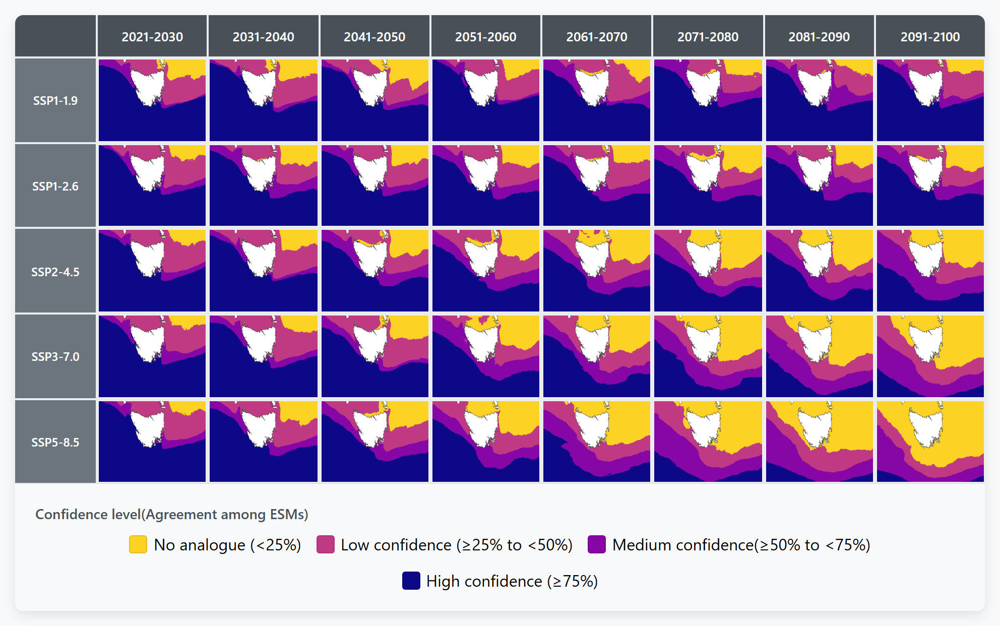 2021-2030 2031-2040 2041-2050 2051-2060 2061-2070 2071-2080 2081-2090 2091-2100
SSP1-1.9
SSP1-2.6
SSP2-4.5
SSP3-7.0
SSP5-8.5
Confidence level(Agreement among ESMs)
No analogue (<25%) Low confidence (≥25% to <50%) Medium confidence(≥50% to <75%)
High confidence (≥75%)